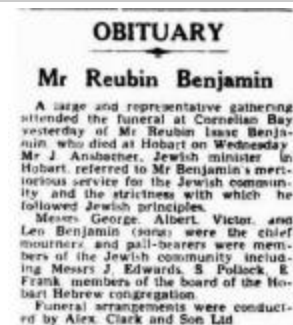 OBITUARY
Mr Reubin Benjamin
A large and representative gathering
attended the funeral at Cornelian Bay
yesterday of Mr Reubin Isaac Benja-
min, who died at Hobart on Wednesday
Mr J. Ansbacher, Jewish minister in
Hobart, referred to Mr Benjamin's meri-
torious service for the Jewish commun-
ity and the strictness with which he
followed Jewish principles.
Messrs George, Albert, Victor, and
Leo Benjamin (sons) were the chief
mourners, and pall-bearers were mem-
bers of the Jewish community includ-
ing Messrs J. Edwards, S. Pollock, E.
Frank, members of the board of the Ho-
bart Hebrew congregation.
Funeral arrangements were conduct-
ed by Alex. Clark and Son Ltd